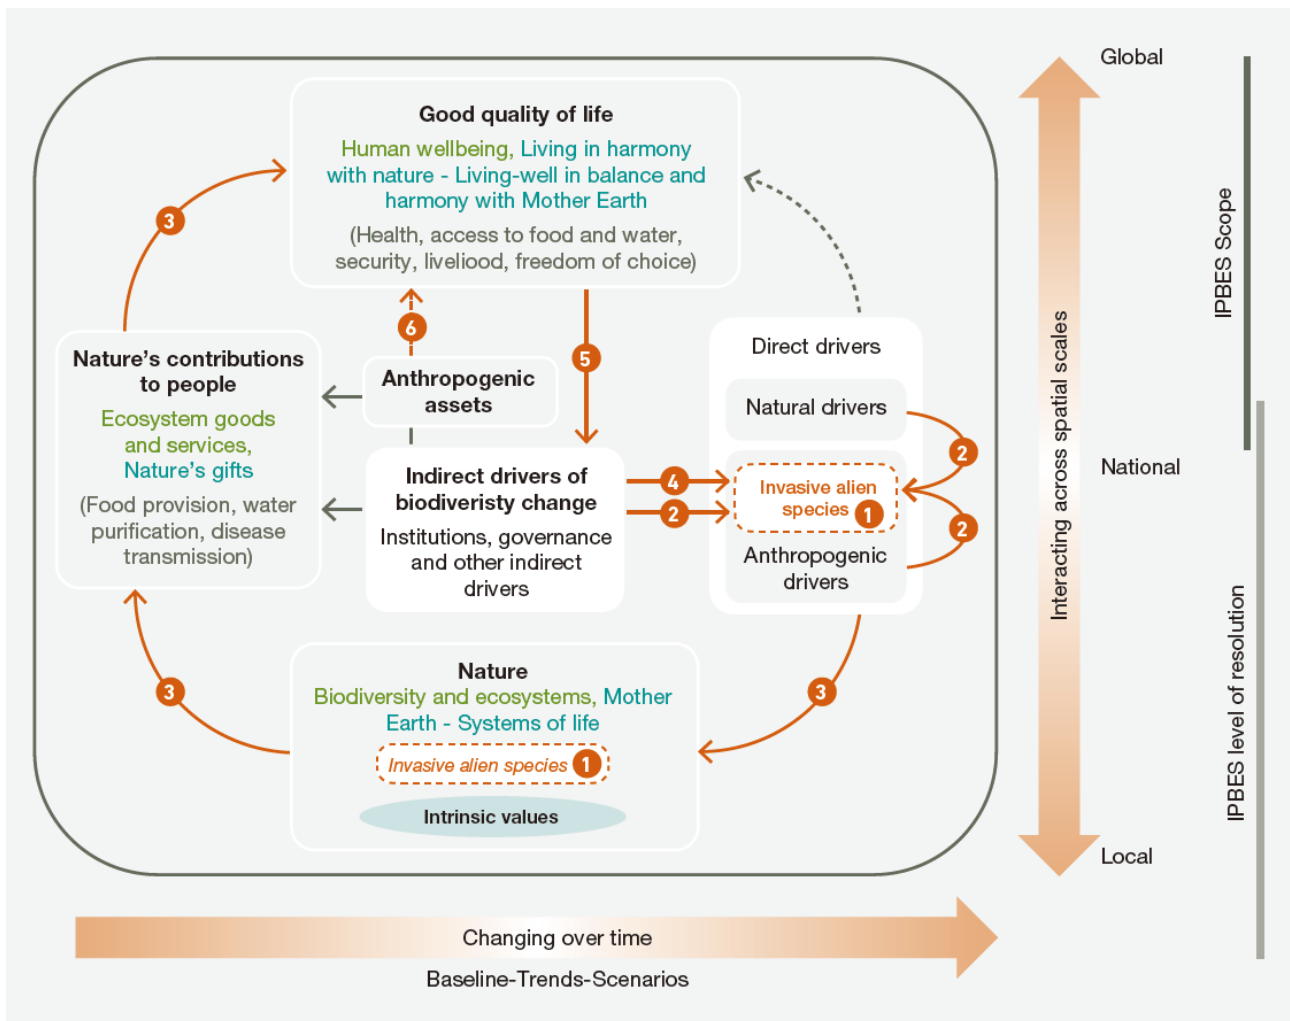 Global
Good quality of life
Human wellbeing, Living in harmony
with nature - Living-well in balance and
harmony with Mother Earth
(Health, access to food and water,
security, liveliood, freedom of choice)
3
6
5
Nature's contributions
to people
Ecosystem goods
and services,
Nature's gifts
(Food provision, water
purification, disease
transmission)
Anthropogenic
assets
Indirect drivers of
biodiveristy change
Institutions, governance
and other indirect
drivers
4
2
Direct drivers
Natural drivers
Invasive alien
species 1
Anthropogenic
drivers
2
2
3
3
Nature
Biodiversity and ecosystems, Mother
Earth - Systems of life
Invasive alien species 1
Intrinsic values
Interacting across spatial scales
National
Local
IPBES Scope
IPBES level of resolution
Changing over time
Baseline-Trends-Scenarios